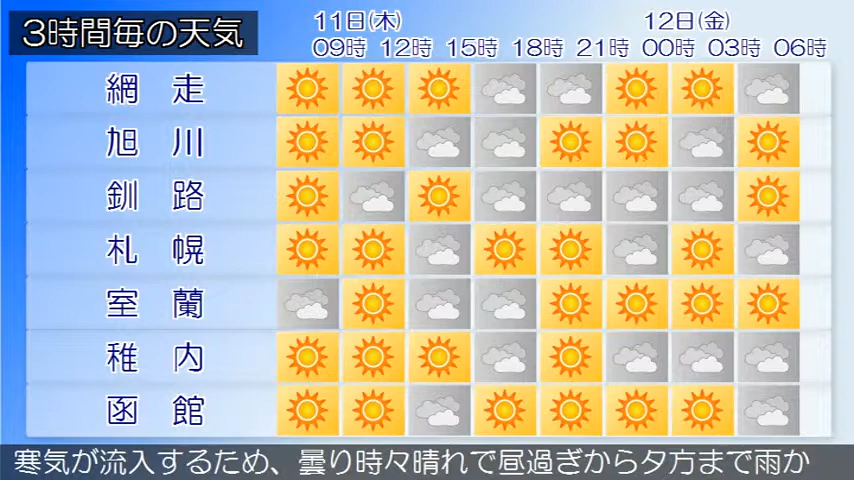 3時間毎の天気
11日(木) 12日(金)
09時 12時 15時 18時 21時 00時 03時 06時
網走
旭川
釧路
札幌
室蘭
稚内
函館
寒気が流入するため、曇り時々晴れで昼過ぎから夕方まで雨か